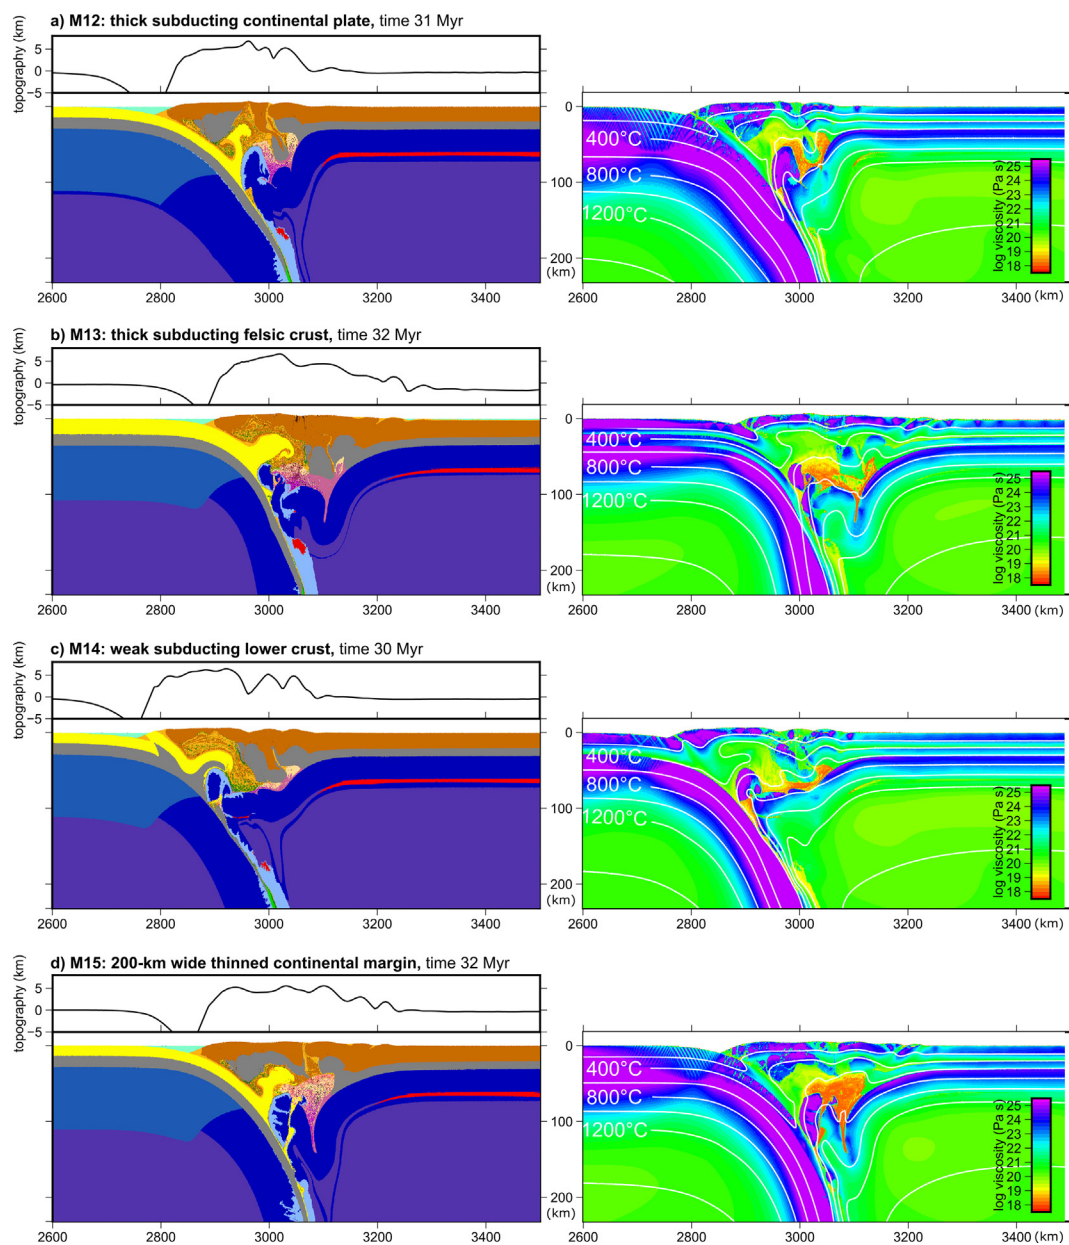 a) M12: thick subducting continental plate, time 31 Myr
topography (km)
5
0
−5
0
100
200
(km)
400°C
800°C
1200°C
log viscosity (Pa s)
25
24
23
22
21
20
19
18
2600 2800 3000 3200 3400
2600 2800 3000 3200 3400 (km)
b) M13: thick subducting felsic crust, time 32 Myr
topography (km)
5
0
−5
0
100
200
(km)
400°C
800°C
1200°C
log viscosity (Pa s)
25
24
23
22
21
20
19
18
2600 2800 3000 3200 3400
2600 2800 3000 3200 3400 (km)
c) M14: weak subducting lower crust, time 30 Myr
topography (km)
5
0
−5
0
100
200
(km)
400°C
800°C
1200°C
log viscosity (Pa s)
25
24
23
22
21
20
19
18
2600 2800 3000 3200 3400
2600 2800 3000 3200 3400 (km)
d) M15: 200-km wide thinned continental margin, time 32 Myr
topography (km)
5
0
−5
0
100
200
(km)
400°C
800°C
1200°C
log viscosity (Pa s)
25
24
23
22
21
20
19
18
2600 2800 3000 3200 3400
2600 2800 3000 3200 3400 (km)